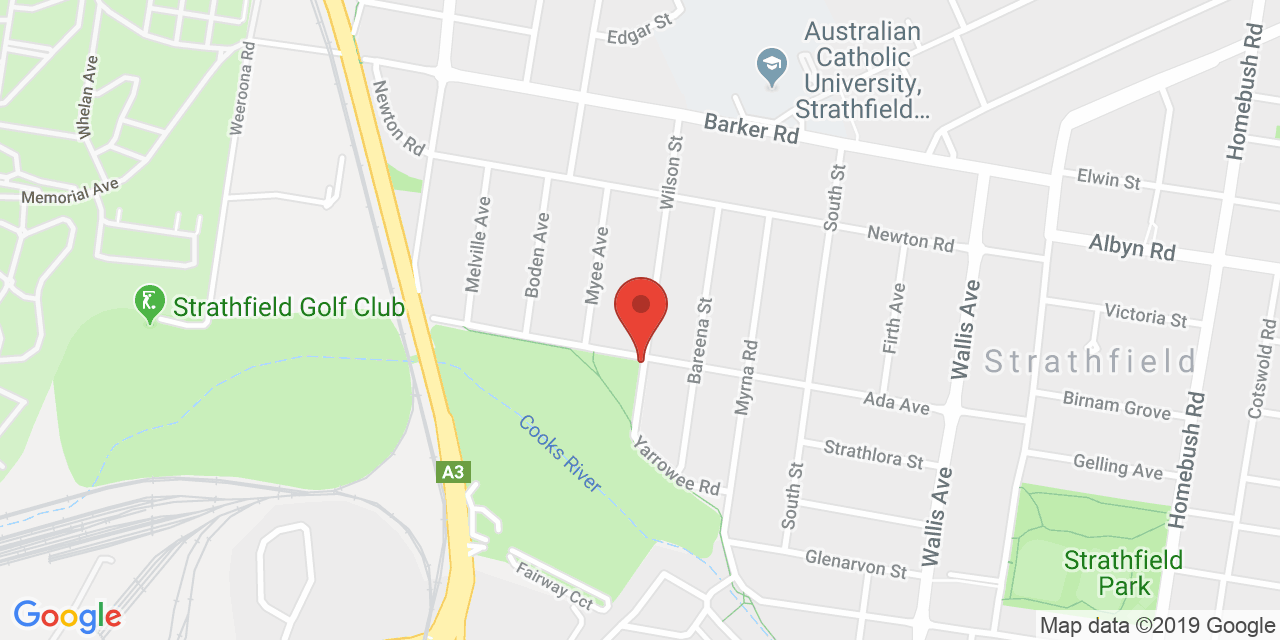 Edgar St
Australian
Catholic
University,
Strathfield...
Homebush Rd
Whelan Ave
Weeroona Rd
Newton Rd
Barker Rd
Wilson St
South St
Elwin St
Memorial Ave
Newton Rd
Albyn Rd
Melville Ave
Boden Ave
Myee Ave
Strathfield Golf Club
Bareena St
Firth Ave
Wallis Ave
Victoria St
Strathfield
Cotswold Rd
Myrna Rd
Ada Ave
Birnam Grove
Homebush Rd
Cooks River
A3
Yarrowee Rd
Strathlora St
Gelling Ave
South St
Wallis Ave
Glenarvon St
Strathfield
Park
Fairway Cct
Google
Map data ©2019 Google